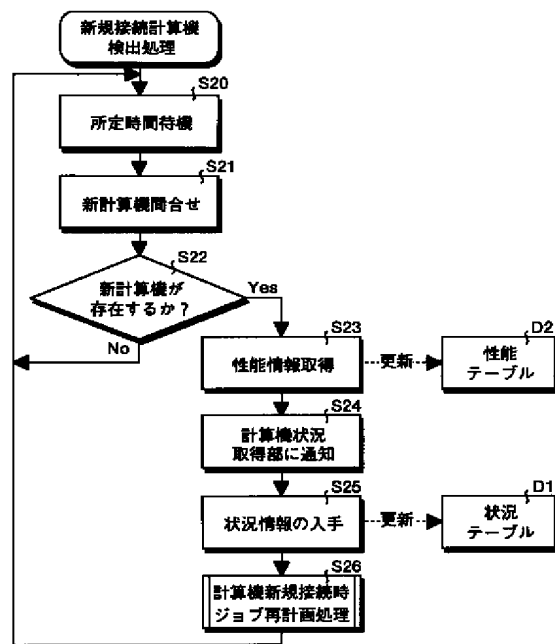 新規接続計算機
検出処理
S20
所定時間待機
S21
新計算機問合せ
S22
新計算機が
存在するか？
Yes
No
S23
性能情報取得
更新
D2
性能
テーブル
S24
計算機状況
取得部に通知
S25
状況情報の入手
更新
D1
状況
テーブル
S26
計算機新規接続時
ジョブ再計画処理